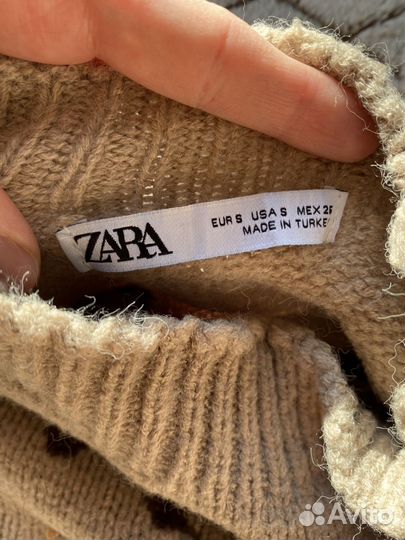 ZARA
EUR S USA S MEX 26
MADE IN TURKEY
Avito